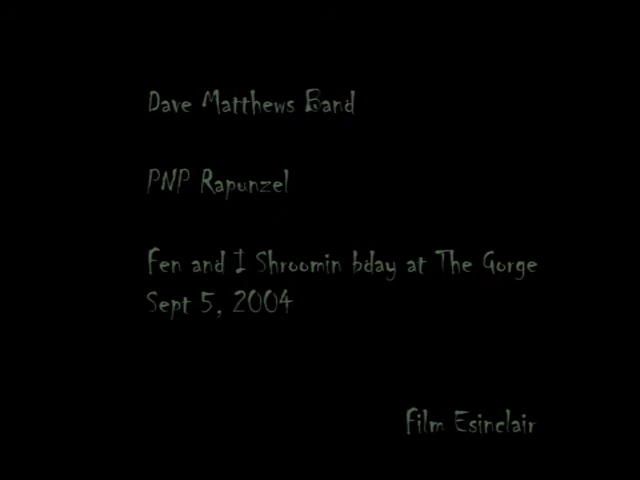 Dave Matthews Band
PNP Rapunzel
Fen and I Shroomin bday at The Gorge
Sept 5, 2004
Film Esinclair